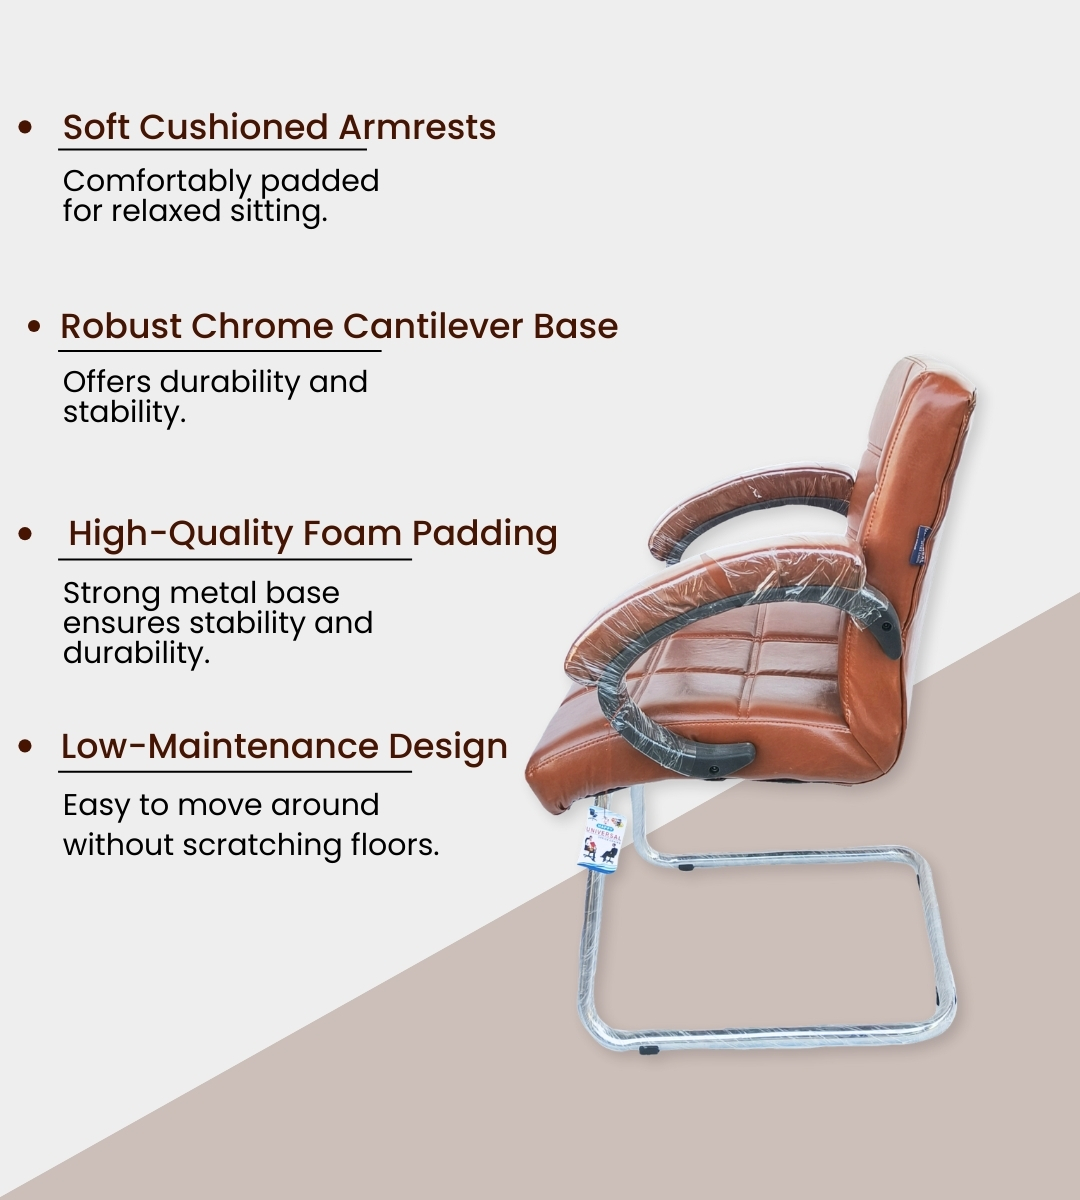 Soft Cushioned Armrests
Comfortably padded
for relaxed sitting.
Robust Chrome Cantilever Base
Offers durability and
stability.
High-Quality Foam Padding
Strong metal base
ensures stability and
durability.
Low-Maintenance Design
Easy to move around
without scratching floors.
UNIVERSAL